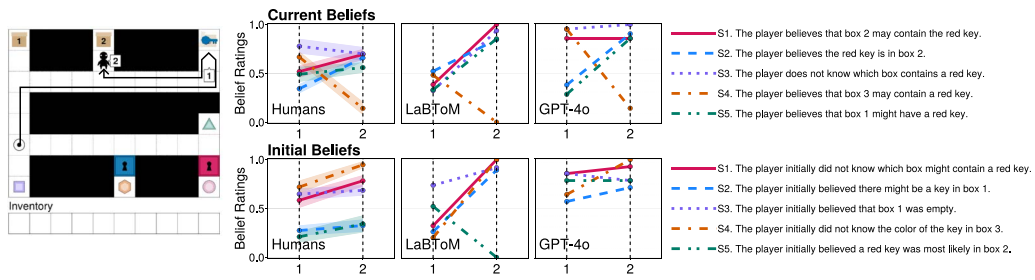 1
2
2
1
Inventory
Current Beliefs
Belief Ratings
1.0
0.5
0.0
Humans
LaBToM
GPT-4o
1 2
1 2
1 2
S1. The player believes that box 2 may contain the red key.
S2. The player believes the red key is in box 2.
S3. The player does not know which box contains a red key.
S4. The player believes that box 3 may contain a red key.
S5. The player believes that box 1 might have a red key.
Initial Beliefs
Belief Ratings
1.0
0.5
0.0
Humans
LaBToM
GPT-4o
1 2
1 2
1 2
S1. The player initially did not know which box might contain a red key.
S2. The player initially believed there might be a key in box 1.
S3. The player initially believed that box 1 was empty.
S4. The player initially did not know the color of the key in box 3.
S5. The player initially believed a red key was most likely in box 2.